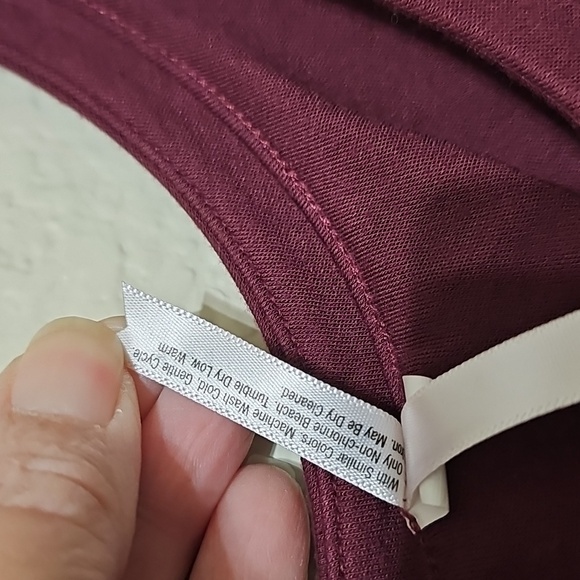 With Similar Colors. Machine Wash Cold, Gentle Cycle
Only Non-chlorine Bleach. Tumble Dry Low. Warm
May Be Dry Cleaned.